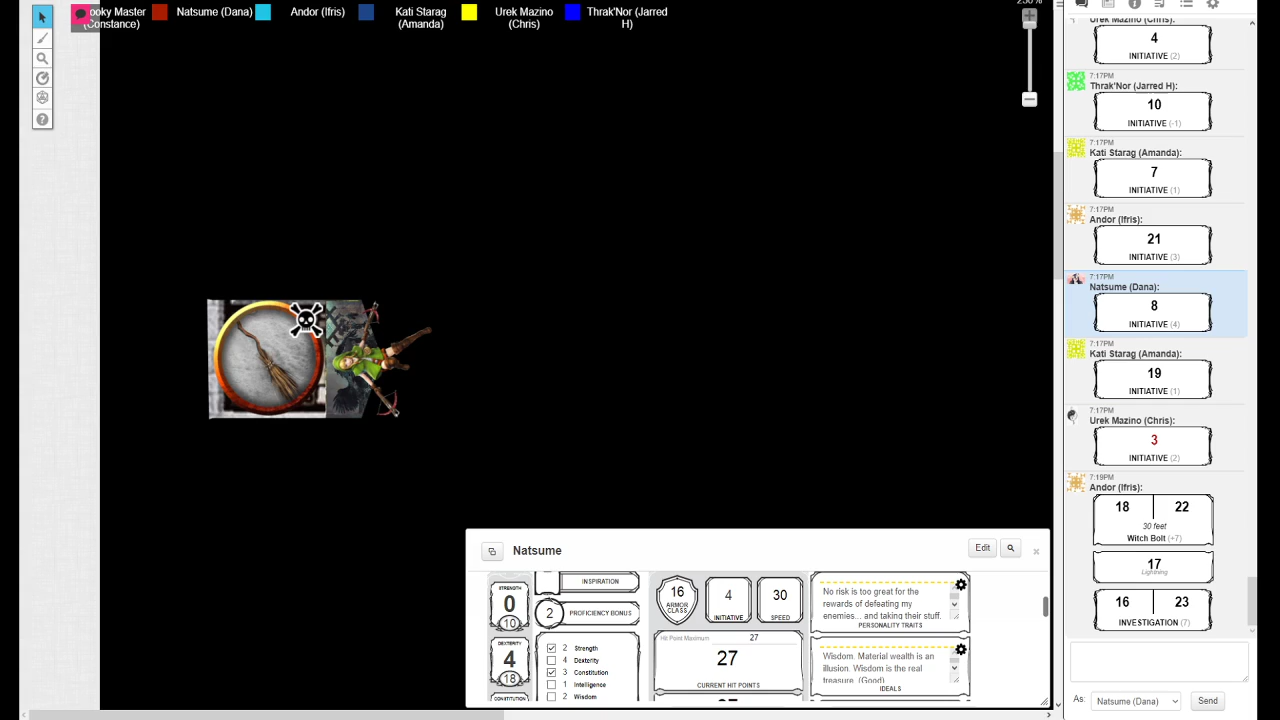 ooky Master (Constance)
Natsume (Dana)
Andor (Ifris)
Kati Starag (Amanda)
Urek Mazino (Chris)
Thrak'Nor (Jarred H)
Urek Mazino (Chris):
4
INITIATIVE (2)
7:17PM
Thrak'Nor (Jarred H):
10
INITIATIVE (-1)
7:17PM
Kati Starag (Amanda):
7
INITIATIVE (1)
7:17PM
Andor (Ifris):
21
INITIATIVE (3)
7:17PM
Natsume (Dana):
8
INITIATIVE (4)
7:17PM
Kati Starag (Amanda):
19
INITIATIVE (1)
7:17PM
Urek Mazino (Chris):
3
INITIATIVE (2)
7:19PM
Andor (Ifris):
18 22
30 feet
Witch Bolt (+7)
17
Lightning
16 23
INVESTIGATION (7)
As: Natsume (Dana) Send
Natsume
Edit
STRENGTH
0
10
DEXTERITY
4
18
CONSTITUTION
INSPIRATION
2 PROFICIENCY BONUS
2 Strength
4 Dexterity
3 Constitution
1 Intelligence
2 Wisdom
16
ARMOR
CLASS
4
INITIATIVE
30
SPEED
Hit Point Maximum 27
27
CURRENT HIT POINTS
No risk is too great for the
rewards of defeating my
enemies... and taking their stuff.
PERSONALITY TRAITS
Wisdom. Material wealth is an
illusion. Wisdom is the real
treasure. (Good)
IDEALS